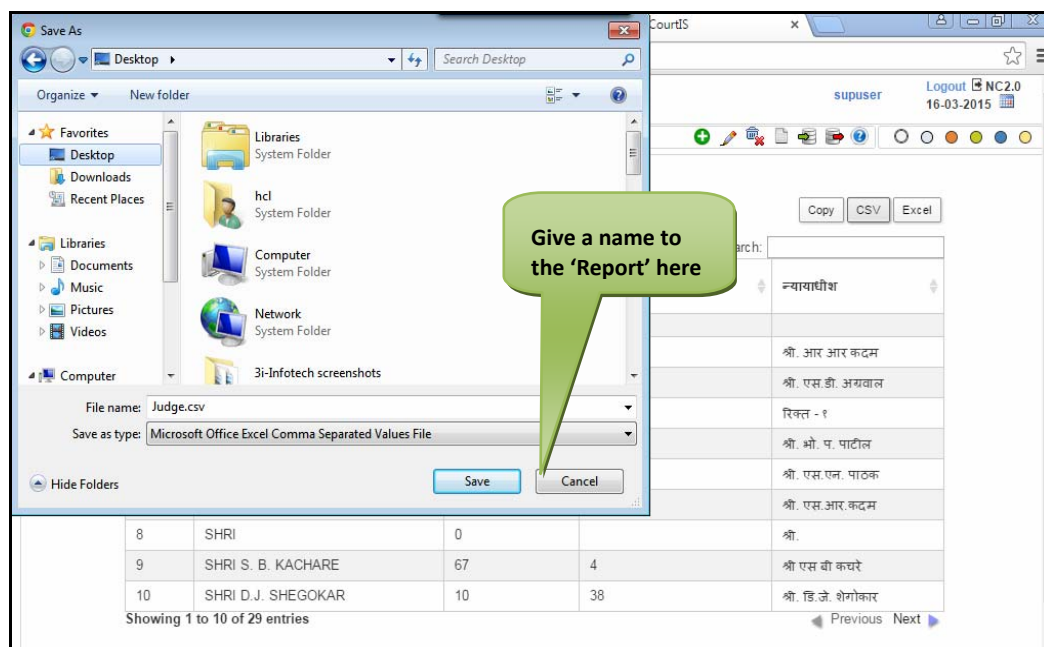 Save As
CourtIS
Desktop
Search Desktop
Organize
New folder
supuser
Logout NC2.0
16-03-2015
Favorites
Desktop
Downloads
Recent Places
Libraries
Documents
Music
Pictures
Videos
Computer
Libraries
System Folder
hcl
System Folder
Computer
System Folder
Network
System Folder
3i-Infotech screenshots
Give a name to
the ‘Report’ here
File name: Judge.csv
Save as type: Microsoft Office Excel Comma Separated Values File
Hide Folders
Save
Cancel
Copy CSV Excel
arch:
न्यायाधीश
श्री. आर आर कदम
श्री. एस.डी. अग्रवाल
रिक्त - १
श्री. भो. प. पाटील
श्री. एस.एन. पाठक
श्री. एस.आर.कदम
8 SHRI 0 श्री.
9 SHRI S. B. KACHARE 67 4 श्री एस बी कचरे
10 SHRI D.J. SHEGOKAR 10 38 श्री. डि.जे. शेगोकार
Showing 1 to 10 of 29 entries
Previous Next